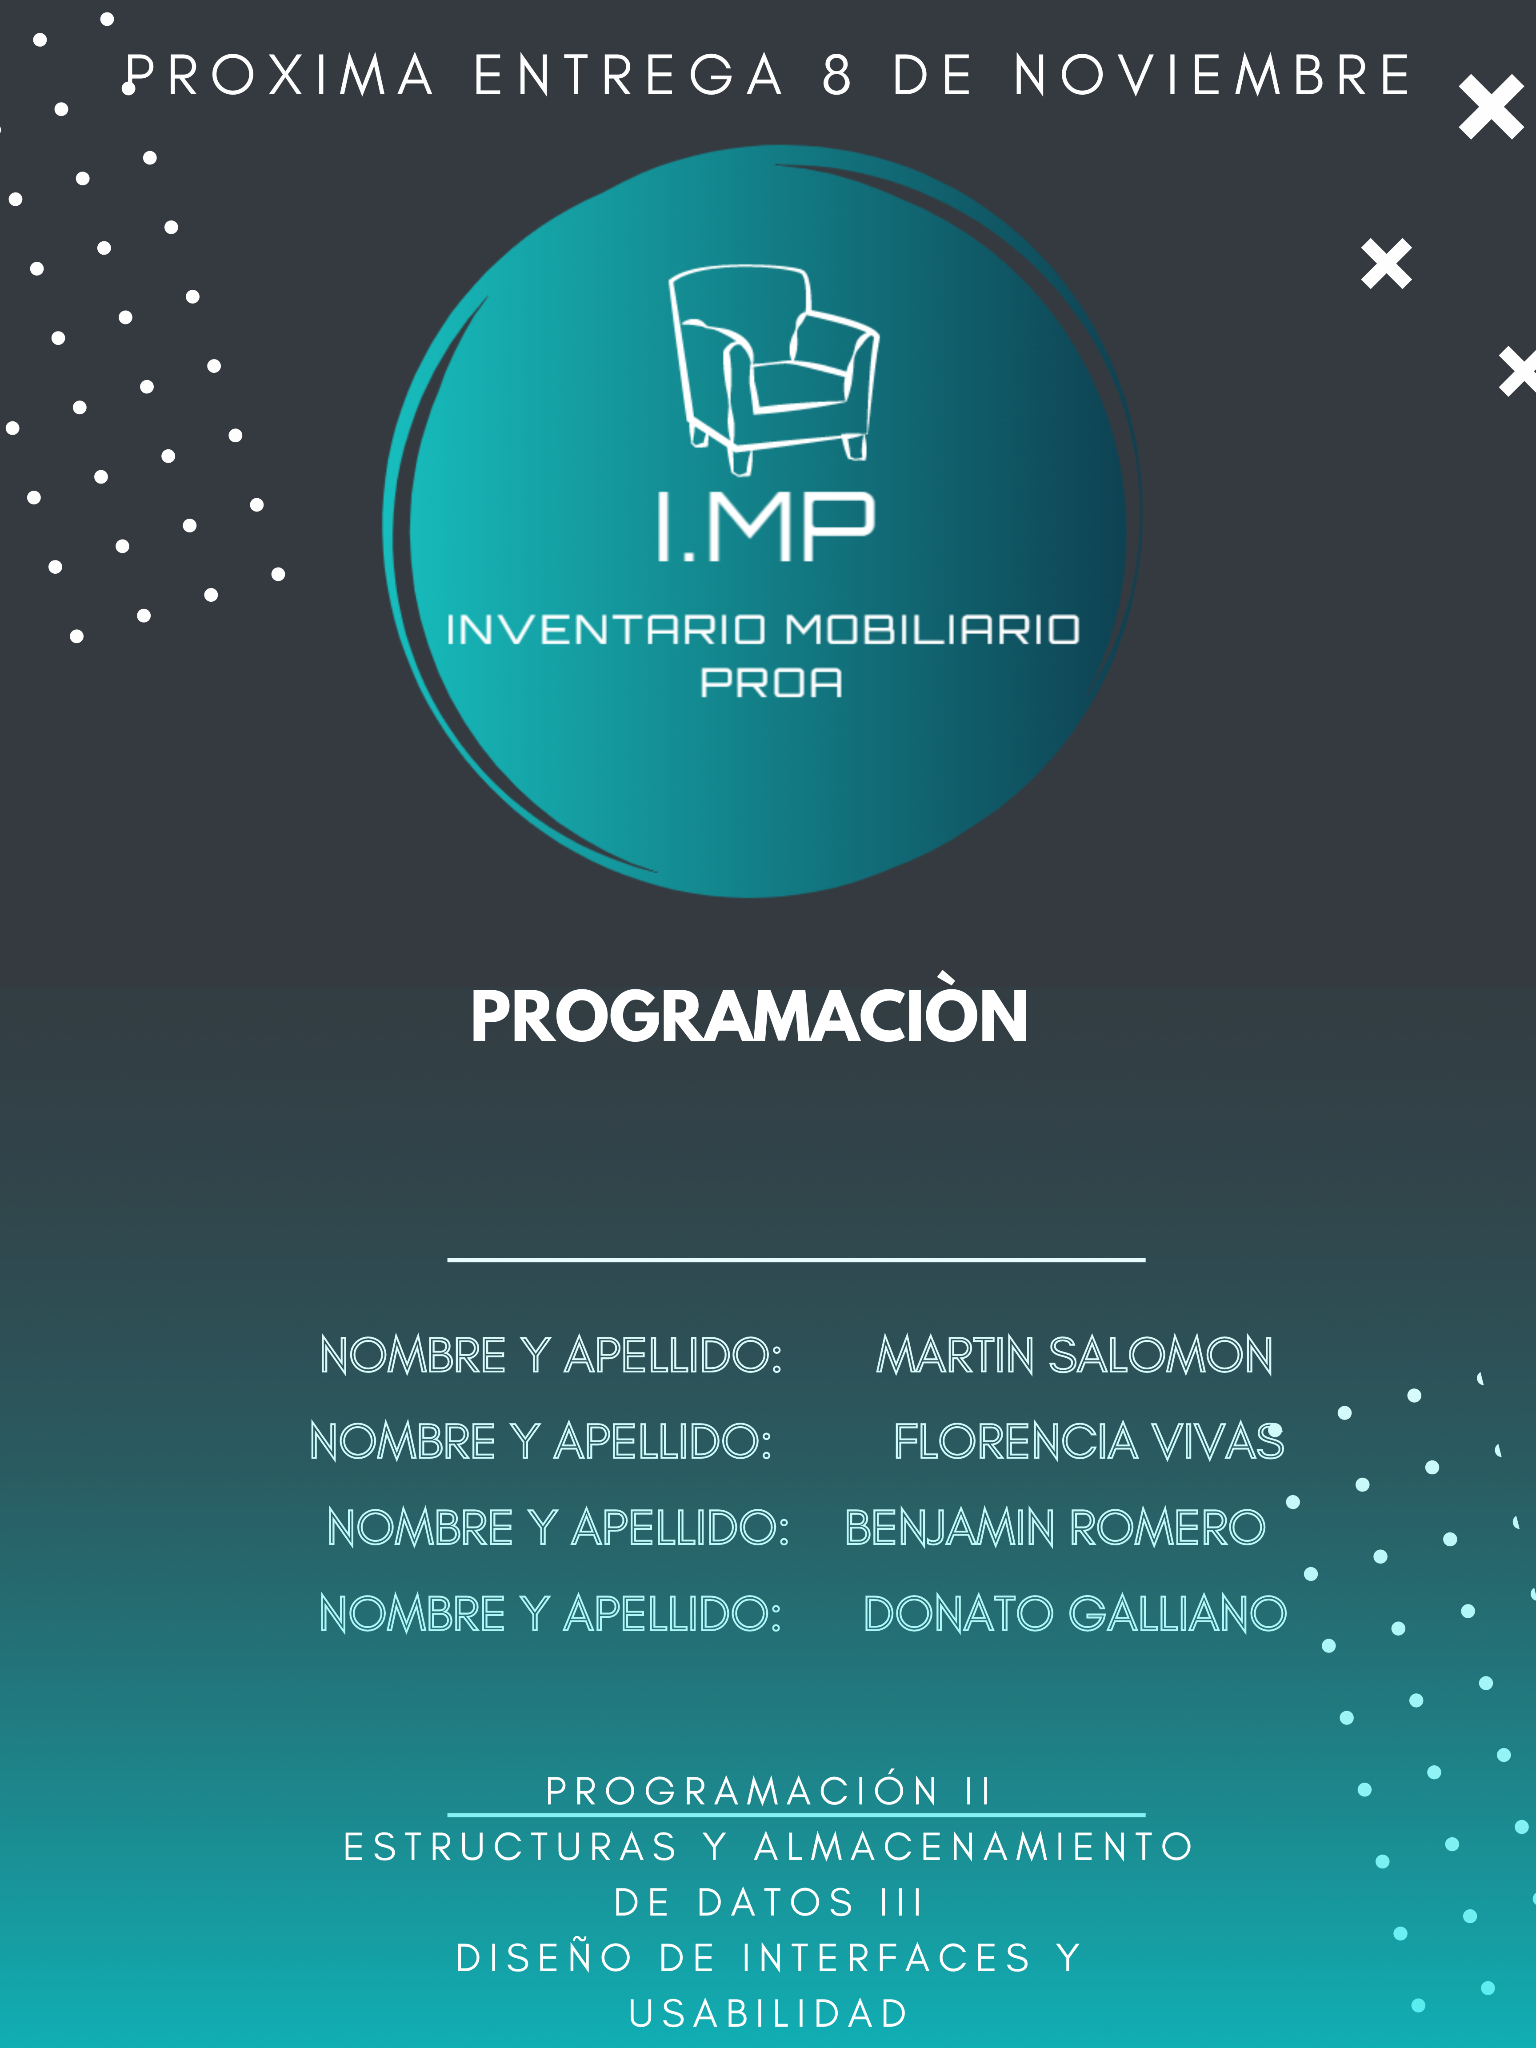 PROXIMA ENTREGA 8 DE NOVIEMBRE
I.MP
INVENTARIO MOBILIARIO
PROA
PROGRAMACIÒN
NOMBRE Y APELLIDO: MARTIN SALOMON
NOMBRE Y APELLIDO: FLORENCIA VIVAS
NOMBRE Y APELLIDO: BENJAMIN ROMERO
NOMBRE Y APELLIDO: DONATO GALLIANO
PROGRAMACIÓN II
ESTRUCTURAS Y ALMACENAMIENTO
DE DATOS III
DISEÑO DE INTERFACES Y
USABILIDAD